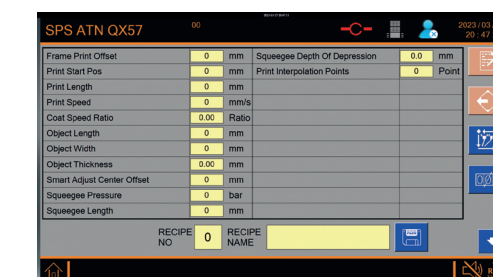 SPS ATN QX57
00
-C-
2023/03
20:47
Frame Print Offset 0 mm Squeegee Depth Of Depression 0.0 mm
Print Start Pos 0 mm Print Interpolation Points 0 Point
Print Length 0 mm
Print Speed 0 mm/s
Coat Speed Ratio 0.00 Ratio
Object Length 0 mm
Object Width 0 mm
Object Thickness 0.00 mm
Smart Adjust Center Offset 0 mm
Squeegee Pressure 0 bar
Squeegee Length 0 mm
RECIPE NO 0 RECIPE NAME